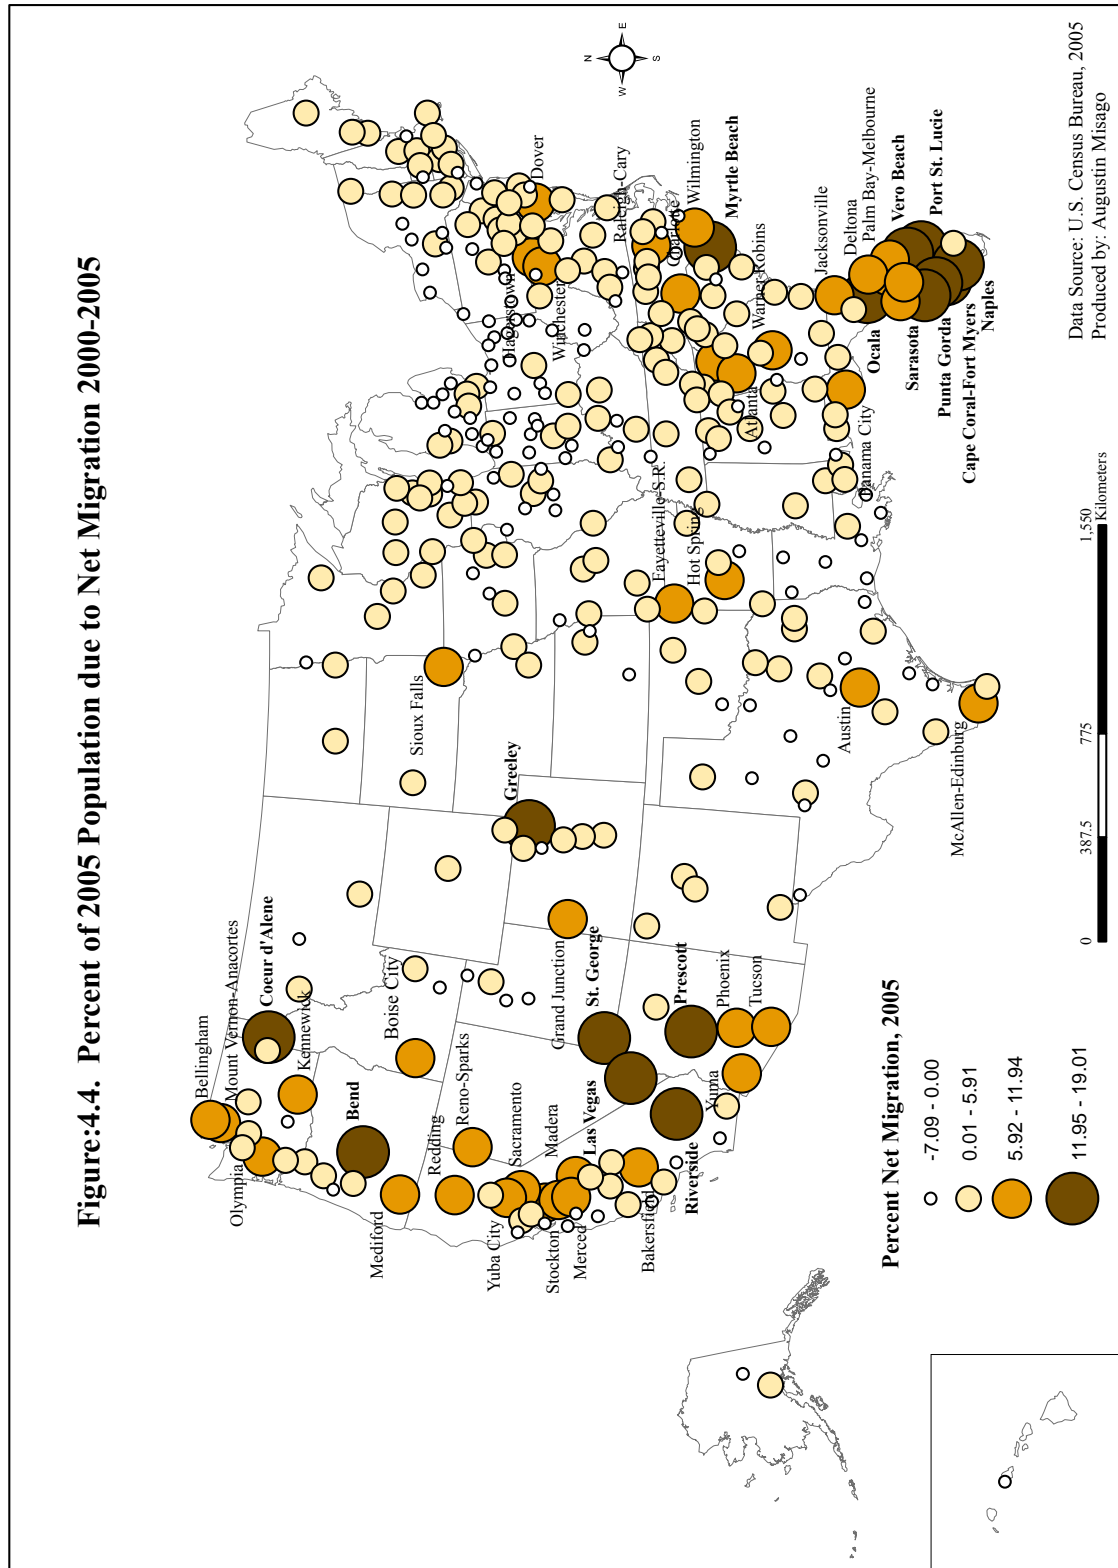 Figure:4.4. Percent of 2005 Population due to Net Migration 2000-2005
N
W
E
S
Bellingham
Mount Vernon-Anacortes
Coeur d'Alene
Kennewick
Olympia
Bend
Boise City
Mediford
Redding
Reno-Sparks
Sacramento
Madera
Las Vegas
Yuba City
Stockton
Merced
Bakersfield
Riverside
Grand Junction
St. George
Prescott
Phoenix
Tucson
Yuma
Greeley
Sioux Falls
Fayetteville-S.R.
Hot Spring
Austin
McAllen-Edinburg
Hagerstown
Winchester
Dover
Raleigh-Cary
Charlotte
Wilmington
Myrtle Beach
Warner Robins
Atlanta
Panama City
Jacksonville
Deltona
Palm Bay-Melbourne
Vero Beach
Port St. Lucie
Ocala
Sarasota
Punta Gorda
Cape Coral-Fort Myers
Naples
Percent Net Migration, 2005
-7.09 - 0.00
0.01 - 5.91
5.92 - 11.94
11.95 - 19.01
0 387.5 775 1,550
Kilometers
Data Source: U.S. Census Bureau, 2005
Produced by: Augustin Misago